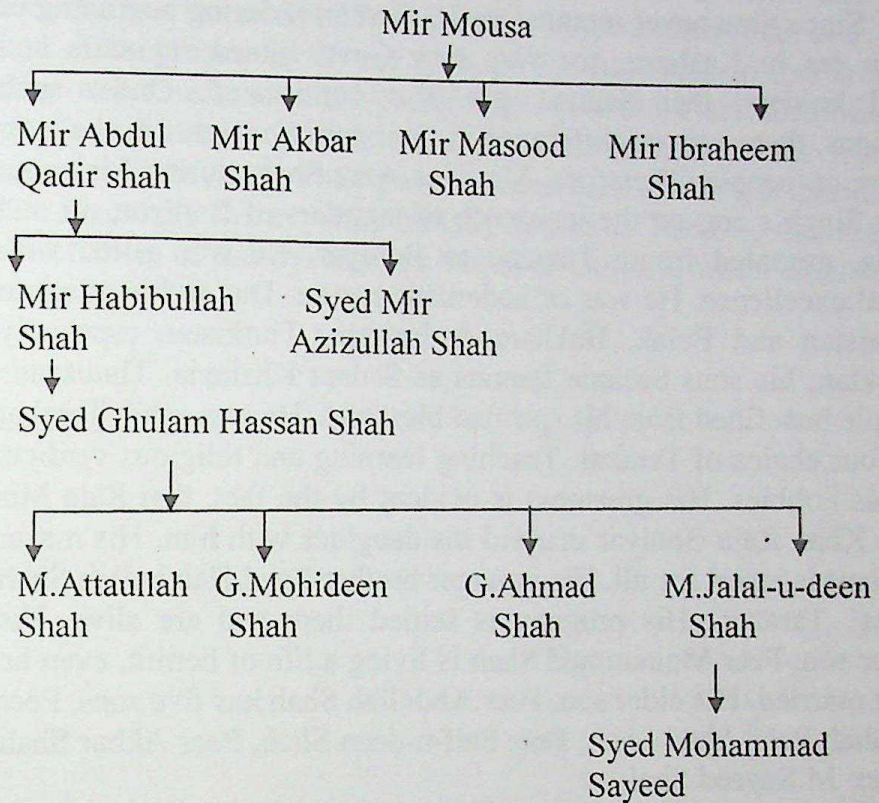 Mir Mousa
Mir Abdul
Qadir shah
Mir Akbar
Shah
Mir Masood
Shah
Mir Ibraheem
Shah
Mir Habibullah
Shah
Syed Mir
Azizullah Shah
Syed Ghulam Hassan Shah
M.Attaullah
Shah
G.Mohideen
Shah
G.Ahmad
Shah
M.Jalal-u-deen
Shah
Syed Mohammad
Sayeed